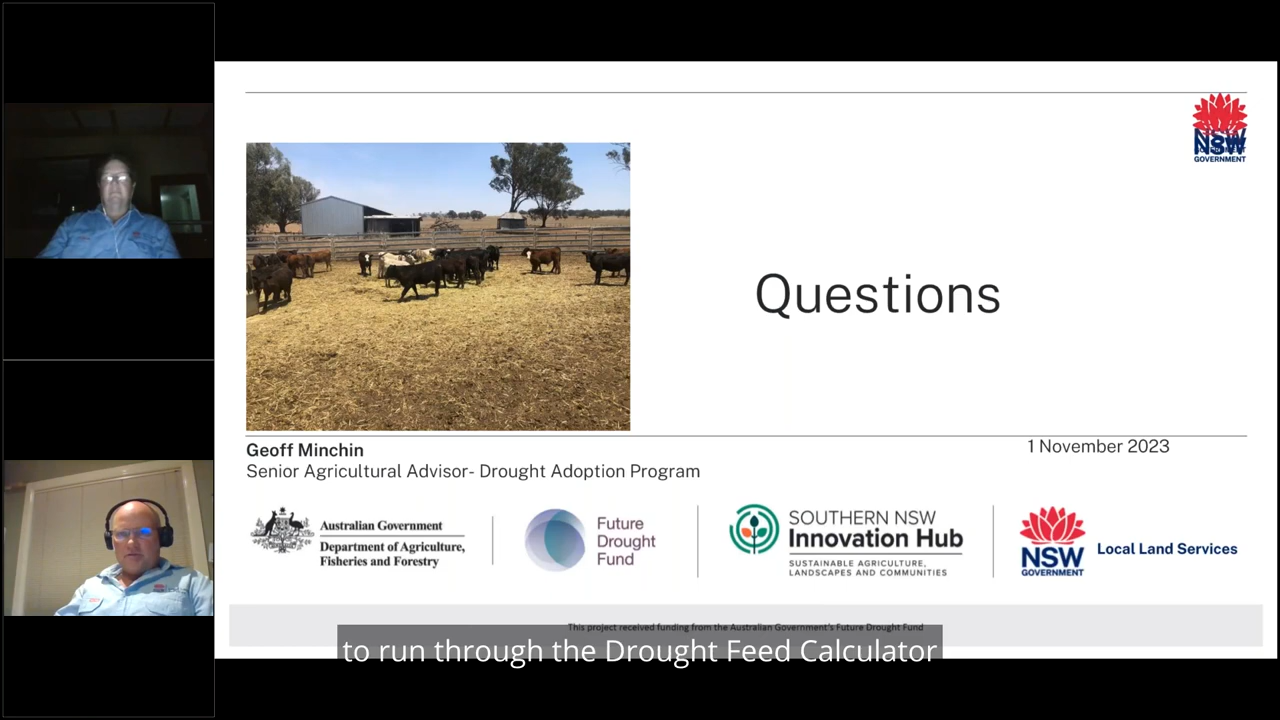 NSW
GOVERNMENT
Questions
Geoff Minchin
Senior Agricultural Advisor- Drought Adoption Program
1 November 2023
Australian Government
Department of Agriculture,
Fisheries and Forestry
Future
Drought
Fund
SOUTHERN NSW
Innovation Hub
SUSTAINABLE AGRICULTURE,
LANDSCAPES AND COMMUNITIES
NSW
GOVERNMENT
Local Land Services
This project received funding from the Australian Government's Future Drought Fund
to run through the Drought Feed Calculator